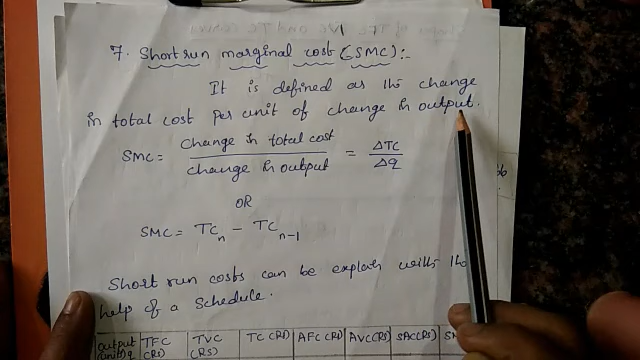 7. Short run marginal cost (SMC):-
It is defined as the change
in total cost per unit of change in output.
SMC = Change in total cost / change in output = ΔTC / Δq
OR
SMC = TCn - TCn-1
Short run costs can be explain with the
help of a schedule.
output (unit) q TFC (RS) TVC (RS) TC (RS) AFC (RS) AVC (RS) SAC (RS)